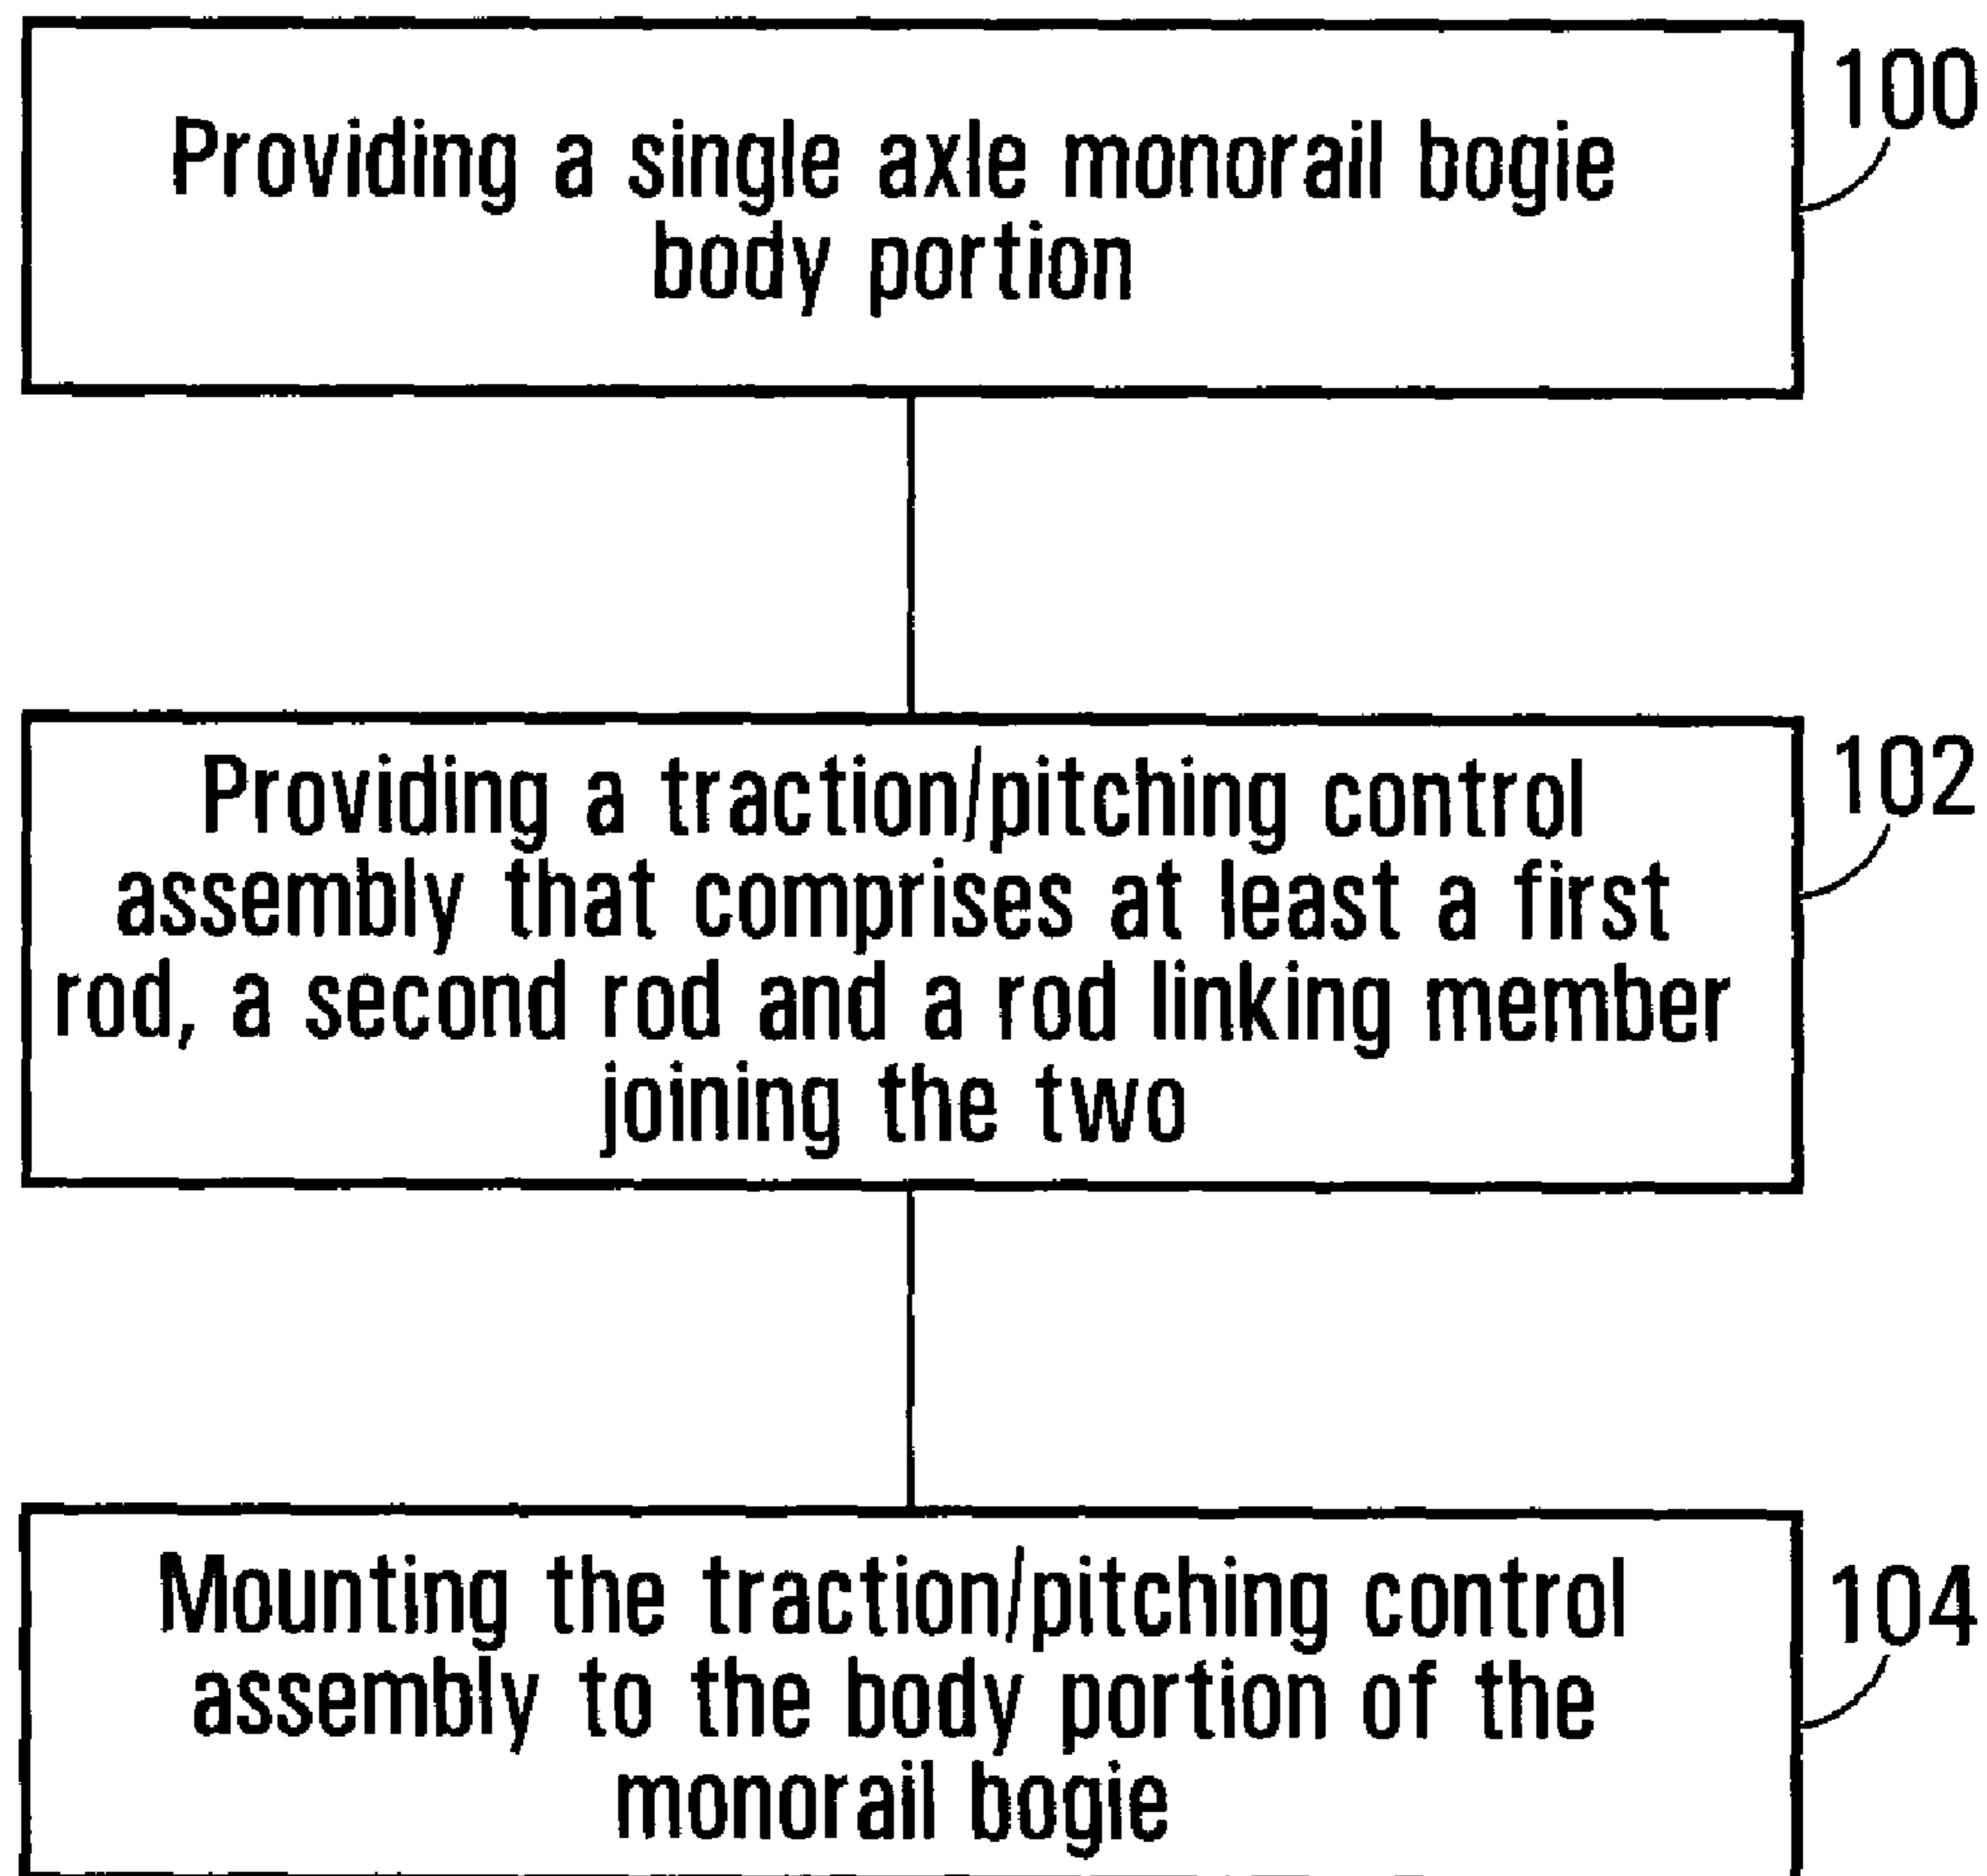 Providing a single axle monorail bogie
body portion
100
Providing a traction/pitching control
assembly that comprises at least a first
rod, a second rod and a rod linking member
joining the two
102
Mounting the traction/pitching control
assembly to the body portion of the
monorail bogie
104